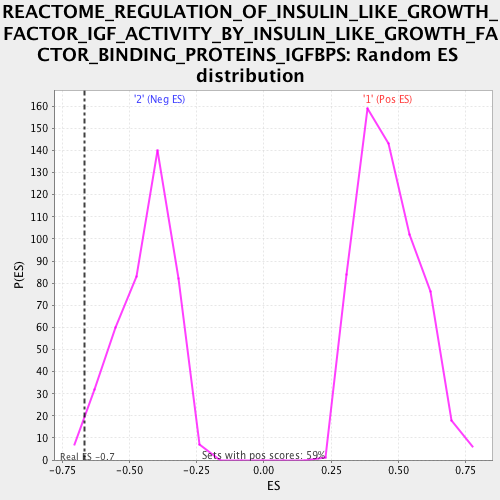 REACTOME_REGULATION_OF_INSULIN_LIKE_GROWTH_
FACTOR_IGF_ACTIVITY_BY_INSULIN_LIKE_GROWTH_FA
CTOR_BINDING_PROTEINS_IGFBPS: Random ES
distribution
'2' (Neg ES)
'1' (Pos ES)
160
150
140
130
120
110
100
90
80
70
60
50
40
30
20
10
0
P(ES)
Real ES -0.7
Sets with pos scores: 59%
-0.75
-0.50
-0.25
0.00
0.25
0.50
0.75
ES